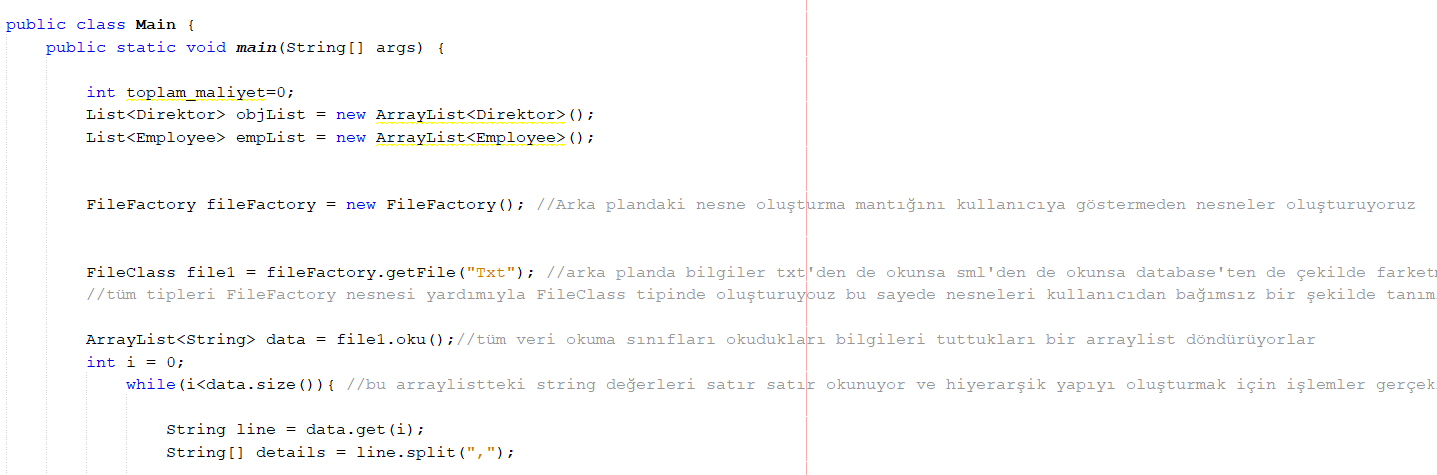 public class Main {
public static void main(String[] args) {
int toplam_maliyet=0;
List<Direktor> objList = new ArrayList<Direktor>();
List<Employee> empList = new ArrayList<Employee>();
FileFactory fileFactory = new FileFactory(); //Arka plandaki nesne oluşturma mantığını kullanıcıya göstermeden nesneler oluşturuyoruz
FileClass file1 = fileFactory.getFile("Txt"); //arka planda bilgiler txt'den de okunsa sml'den de okunsa database'ten de çekilde
//tüm tipleri FileFactory nesnesi yardımıyla FileClass tipinde oluşturuyouz bu sayede nesneleri kullanıcıdan bağımsız bir şekilde
ArrayList<String> data = file1.oku();//tüm veri okuma sınıfları okudukları bilgileri tuttukları bir arraylist döndürüyorlar
int i = 0;
while(i<data.size()){ //bu arraylistteki string değerleri satır satır okunuyor ve hiyerarşik yapıyı oluşturmak için işlemler
String line = data.get(i);
String[] details = line.split(",");